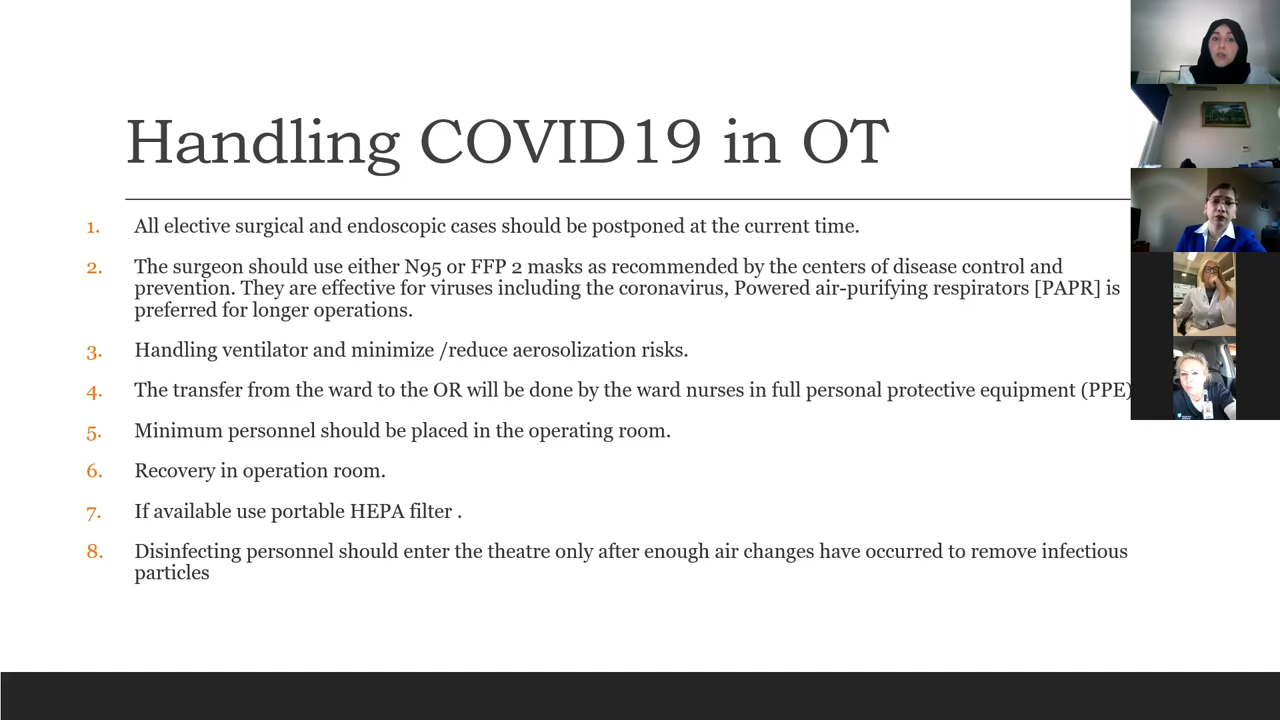 Handling COVID19 in OT
1. All elective surgical and endoscopic cases should be postponed at the current time.
2. The surgeon should use either N95 or FFP 2 masks as recommended by the centers of disease control and
prevention. They are effective for viruses including the coronavirus, Powered air-purifying respirators [PAPR] is
preferred for longer operations.
3. Handling ventilator and minimize /reduce aerosolization risks.
4. The transfer from the ward to the OR will be done by the ward nurses in full personal protective equipment (PPE)
5. Minimum personnel should be placed in the operating room.
6. Recovery in operation room.
7. If available use portable HEPA filter .
8. Disinfecting personnel should enter the theatre only after enough air changes have occurred to remove infectious
particles